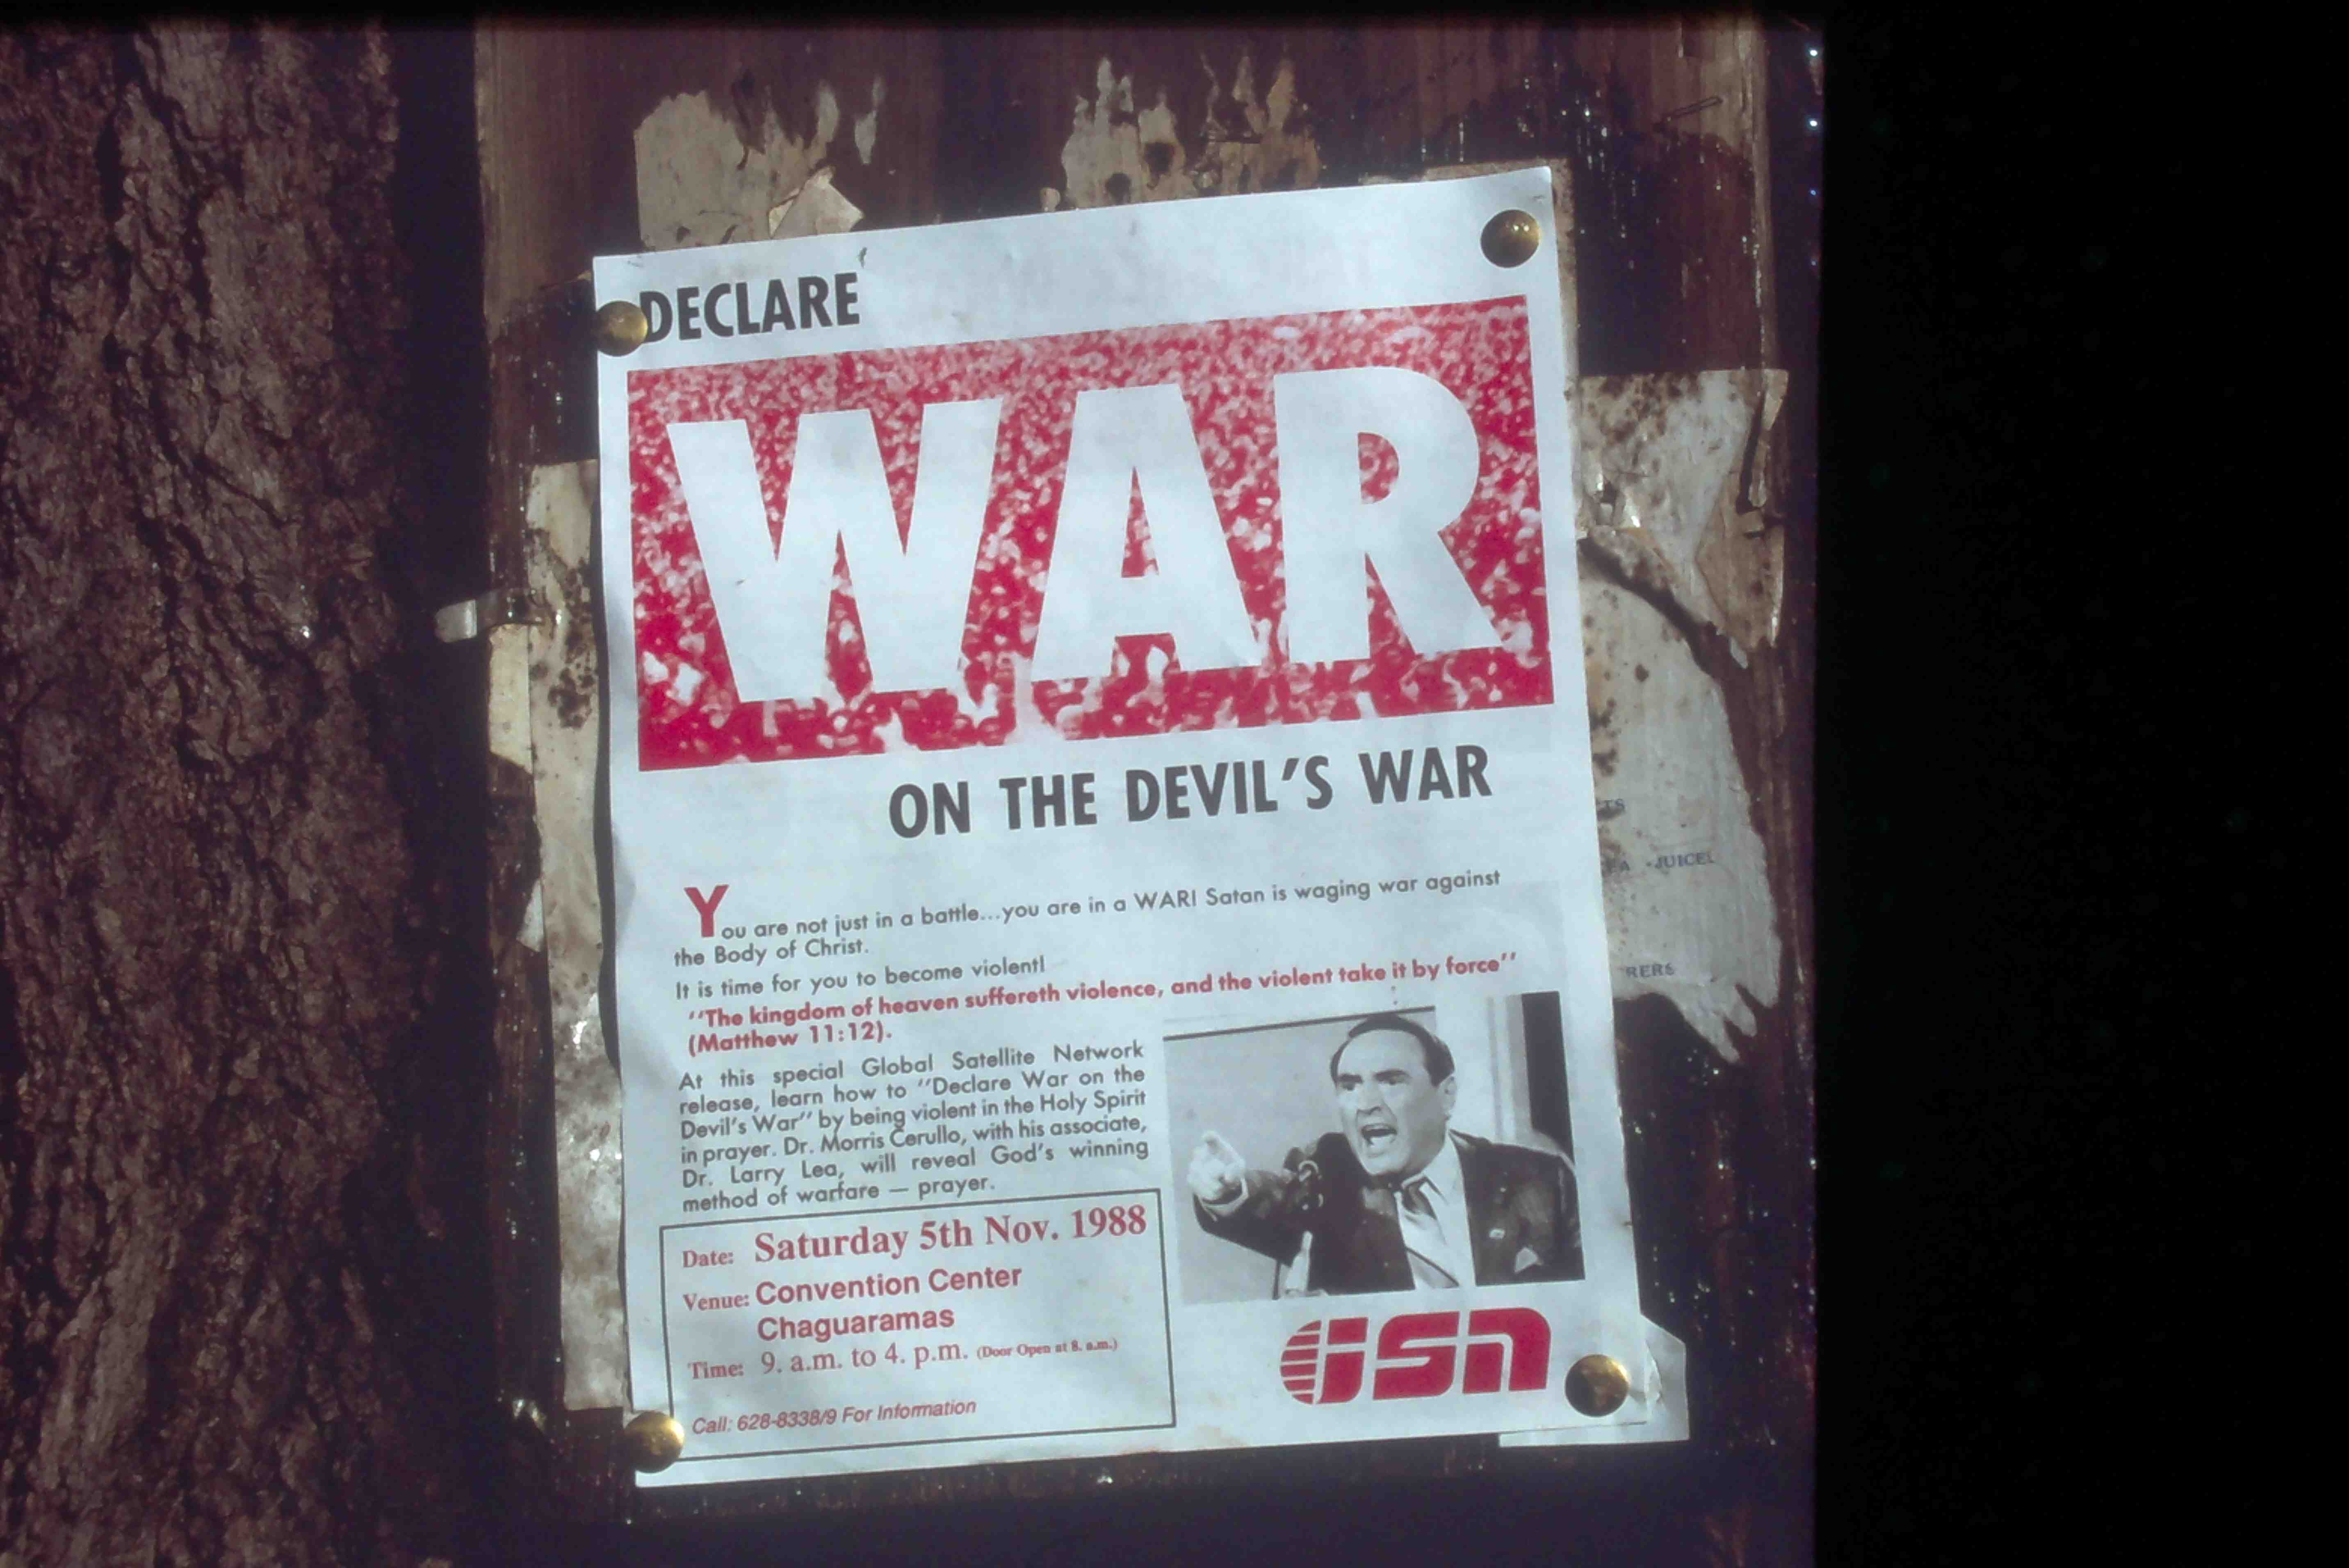 DECLARE
WAR
ON THE DEVIL'S WAR
You are not just in a battle...you are in a WAR! Satan is waging war against
the Body of Christ.
It is time for you to become violent!
"The kingdom of heaven suffereth violence, and the violent take it by force"
(Matthew 11:12).
At this special Global Satellite Network
release, learn how to "Declare War on the
Devil's War" by being violent in the Holy Spirit
in prayer. Dr. Morris Cerullo, with his associate,
Dr. Larry Lea, will reveal God's winning
method of warfare — prayer.
Date: Saturday 5th Nov. 1988
Venue: Convention Center
Chaguaramas
Time: 9. a.m. to 4. p.m. (Door Open at 8. a.m.)
Call: 628-8338/9 For Information
GSN
TS
RERS